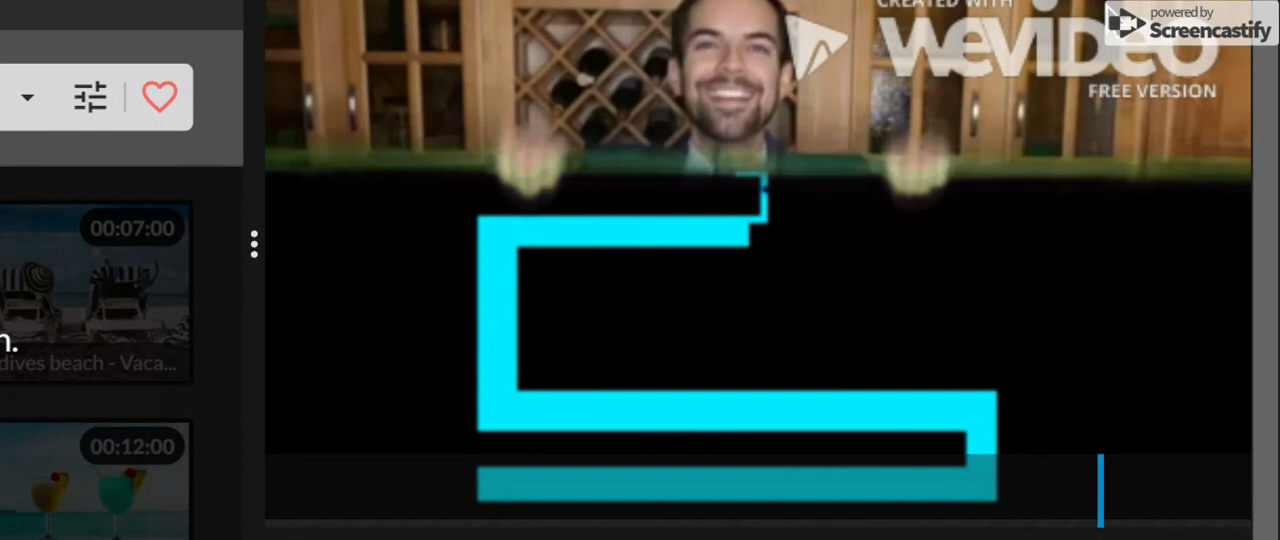 CREATED WITH
WeVIDEO
FREE VERSION
powered by
Screencastify
00:07:00
n.
dives beach - Vaca...
00:12:00